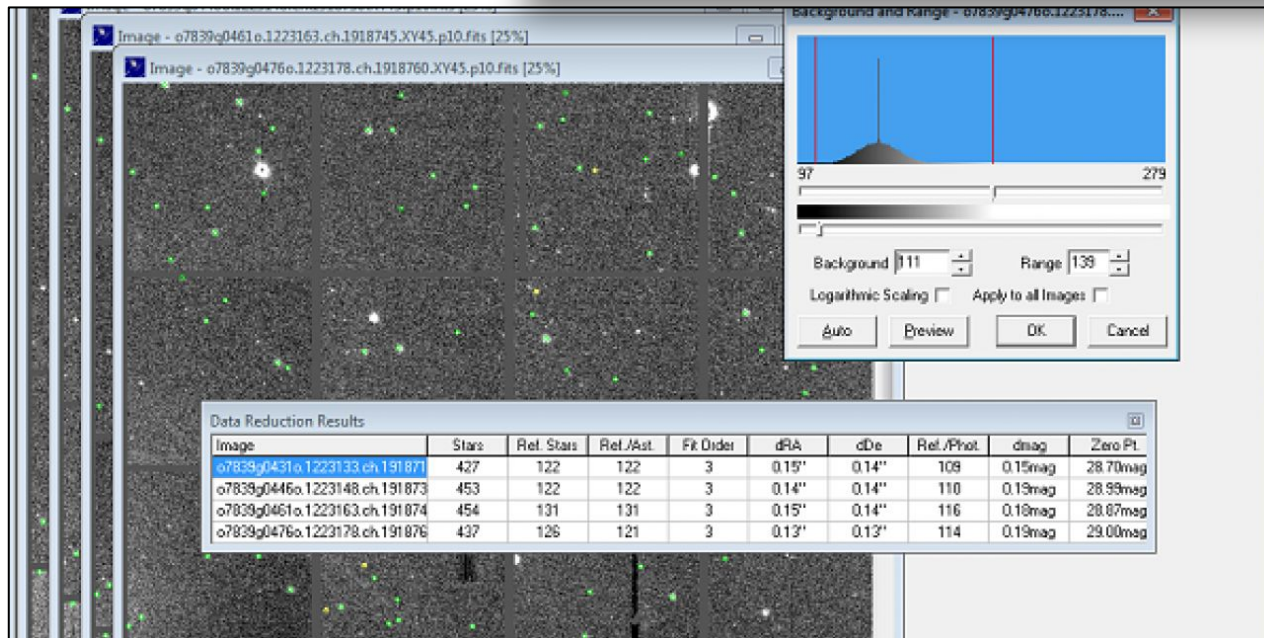 Image - o7839g0461o.1223163.ch.1918745.XY45.p10.fits [25%]
Image - o7839g0476o.1223178.ch.1918760.XY45.p10.fits [25%]
Background and Range - o7839g0476o.1223178....
97 279
Background 111 Range 139
Logarithmic Scaling Apply to all Images
Auto Preview OK Cancel
Data Reduction Results
Image Stars Ref. Stars Ref./Ast. Fit Order dRA dDe Ref./Phot. dmag Zero Pt.
o7839g0431o.1223133.ch.191871 427 122 122 3 0.15" 0.14" 109 0.15mag 28.70mag
o7839g0446o.1223148.ch.191873 453 122 122 3 0.14" 0.14" 110 0.19mag 28.99mag
o7839g0461o.1223163.ch.191874 454 131 131 3 0.15" 0.14" 116 0.18mag 28.87mag
o7839g0476o.1223178.ch.191876 437 126 121 3 0.13" 0.13" 114 0.19mag 29.00mag